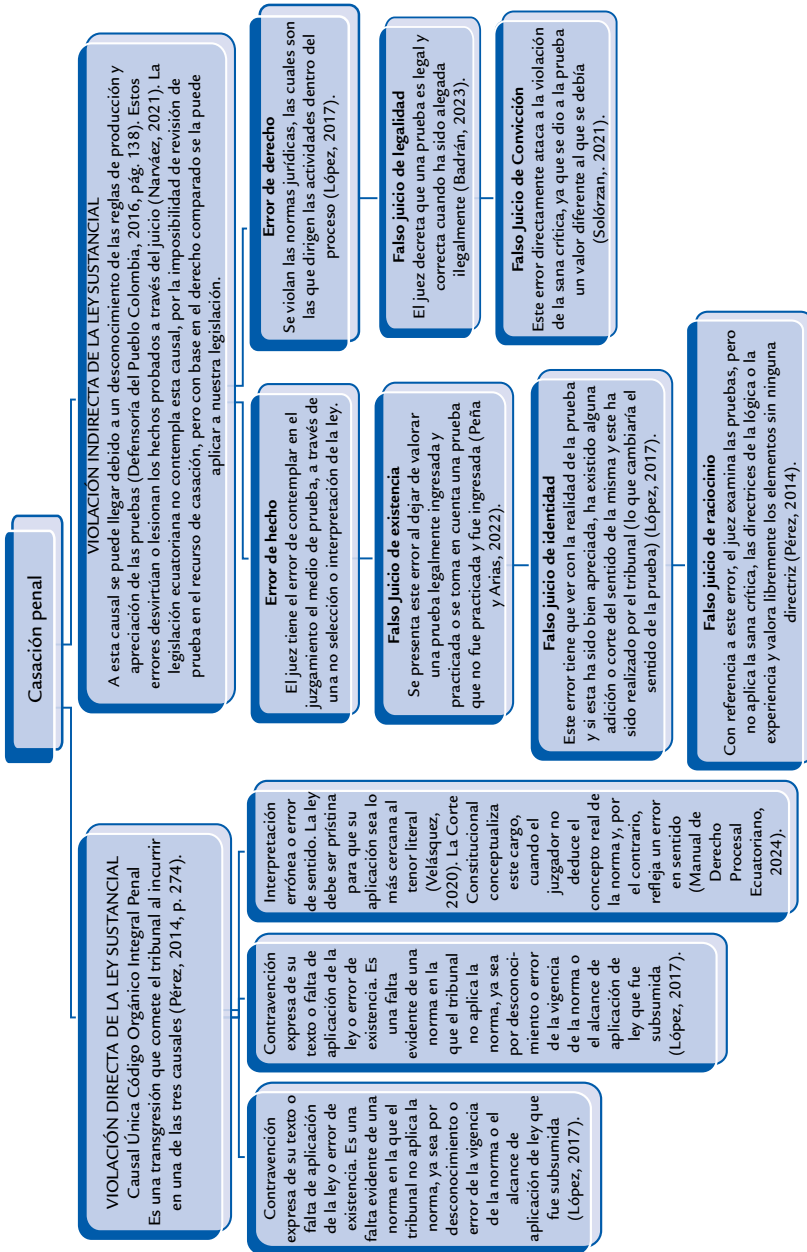 Casación penal
VIOLACIÓN DIRECTA DE LA LEY SUSTANCIAL
Causal Única Código Orgánico Integral Penal
Es una transgresión que comete el tribunal al incurrir
en una de las tres causales (Pérez, 2014, p. 274).
Contravención
expresa de su texto o
falta de aplicación
de la ley o error de
existencia. Es una
falta evidente de una
norma en la que el
tribunal no aplica la
norma, ya sea por
desconocimiento o
error de la vigencia
de la norma o el
alcance de
aplicación de ley que
fue subsumida
(López, 2017).
Contravención
expresa de su
texto o falta de
aplicación de la
ley o error de
existencia. Es
una falta
evidente de una
norma en la
que el tribunal
no aplica la
norma, ya sea
por desconoci-
miento o error
de la vigencia
de la norma o
el alcance de
aplicación de
ley que fue
subsumida
(López, 2017).
Interpretación
errónea o error
de sentido. La ley
debe ser prístina
para que su
aplicación sea lo
más cercana al
tenor literal
(Velásquez,
2020). La Corte
Constitucional
conceptualiza
este cargo,
cuando el
juzgador no
deduce el
concepto real de
la norma y, por
el contrario,
refleja un error
en sentido
(Manual de
Derecho
Procesal
Ecuatoriano,
2024).
VIOLACIÓN INDIRECTA DE LA LEY SUSTANCIAL
A esta causal se puede llegar debido a un desconocimiento de las reglas de producción y
apreciación de las pruebas (Defensoría del Pueblo Colombia, 2016, pág. 138). Estos
errores desvirtúan o lesionan los hechos probados a través del juicio (Narváez, 2021). La
legislación ecuatoriana no contempla esta causal, por la imposibilidad de revisión de
prueba en el recurso de casación, pero con base en el derecho comparado se la puede
aplicar a nuestra legislación.
Error de hecho
El juez tiene el error de contemplar en el
juzgamiento el medio de prueba, a través de
una no selección o interpretación de la ley.
Falso Juicio de existencia
Se presenta este error al dejar de valorar
una prueba legalmente ingresada y
practicada o se toma en cuenta una prueba
que no fue practicada y fue ingresada (Peña
y Arias, 2022).
Falso juicio de identidad
Este error tiene que ver con la realidad de la prueba
y si esta ha sido bien apreciada, ha existido alguna
adición o corte del sentido de la misma y este ha
sido realizado por el tribunal (lo que cambiaría el
sentido de la prueba) (López, 2017).
Falso juicio de raciocinio
Con referencia a este error, el juez examina las pruebas, pero
no aplica la sana crítica, las directrices de la lógica o la
experiencia y valora libremente los elementos sin ninguna
directriz (Pérez, 2014).
Error de derecho
Se violan las normas jurídicas, las cuales son
las que dirigen las actividades dentro del
proceso (López, 2017).
Falso juicio de legalidad
El juez decreta que una prueba es legal y
correcta cuando ha sido alegada
ilegalmente (Badrán, 2023).
Falso Juicio de Convicción
Este error directamente ataca a la violación
de la sana crítica, ya que se dio a la prueba
un valor diferente al que se debía
(Solórzan,. 2021).